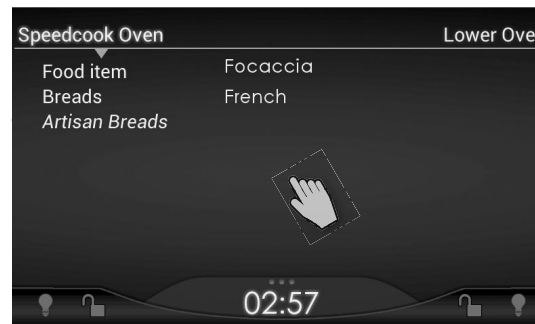 Speedcook Oven
Lower Ove
Food item
Focaccia
Breads
French
Artisan Breads
02:57